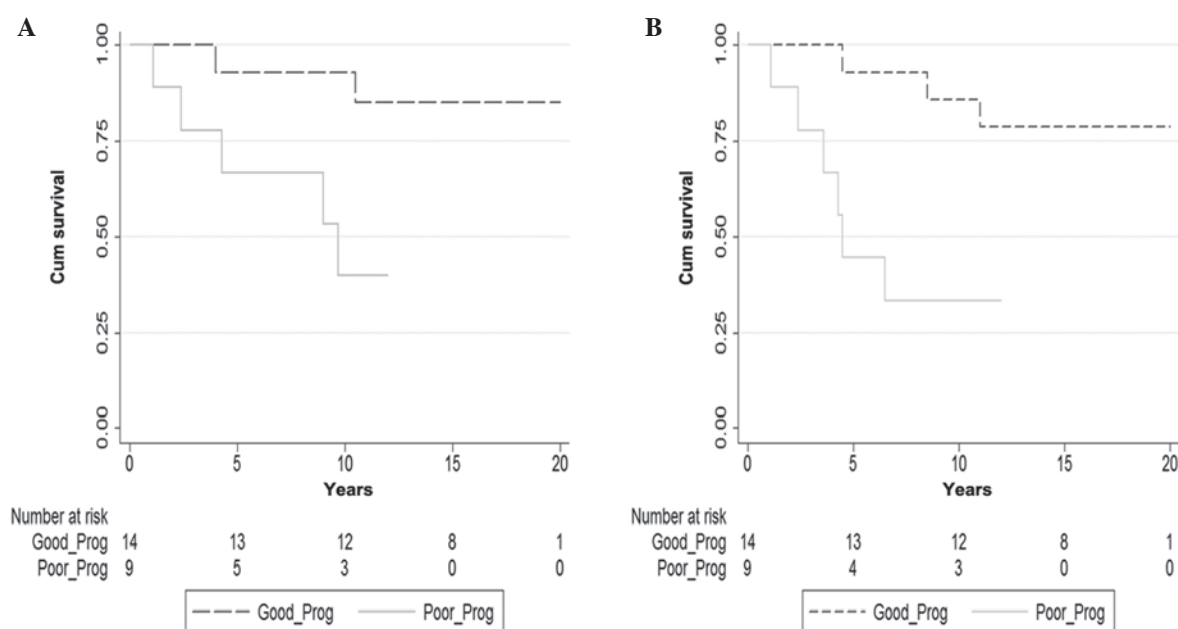 A
1.00
0.75
0.50
0.25
0.00
Cum survival
0 5 10 15 20
Years
Number at risk
Good_Prog 14 13 12 8 1
Poor_Prog 9 5 3 0 0
Good_Prog Poor_Prog
B
1.00
0.75
0.50
0.25
0.00
Cum survival
0 5 10 15 20
Years
Number at risk
Good_Prog 14 13 12 8 1
Poor_Prog 9 4 3 0 0
Good_Prog Poor_Prog